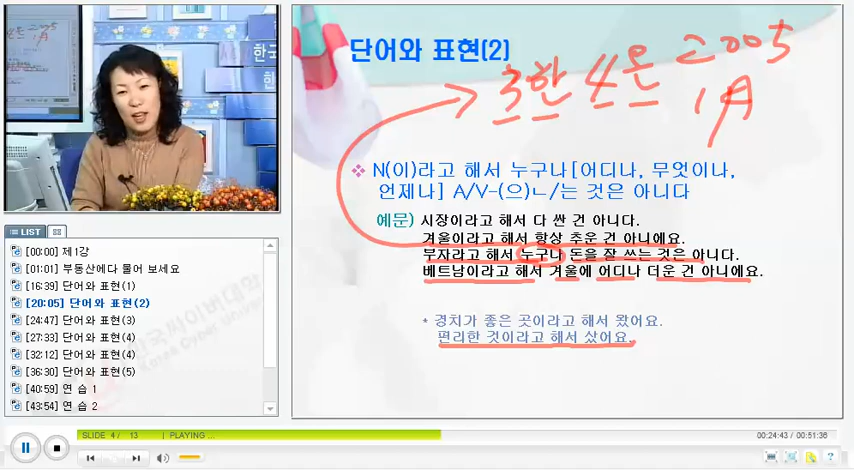 단어와 표현(2)
3한 4온 2005
1月
❖ N(이)라고 해서 누구나[어디나, 무엇이나,
언제나] A/V-(으)ㄴ/는 것은 아니다
예문) 시장이라고 해서 다 싼 건 아니다.
겨울이라고 해서 항상 추운 건 아니에요.
부자라고 해서 누구나 돈을 잘 쓰는 것은 아니다.
베트남이라고 해서 겨울에 어디나 더운 건 아니에요.
* 경치가 좋은 곳이라고 해서 왔어요.
편리한 것이라고 해서 샀어요.
LIST
[00:00] 제1강
[01:01] 부동산에다 물어 보세요
[16:39] 단어와 표현(1)
[20:05] 단어와 표현(2)
[24:47] 단어와 표현(3)
[27:33] 단어와 표현(4)
[32:12] 단어와 표현(4)
[36:30] 단어와 표현(5)
[40:59] 연 습 1
[43:54] 연 습 2
SLIDE 4 / 13 | PLAYING ...
00:24:43 / 00:51:36